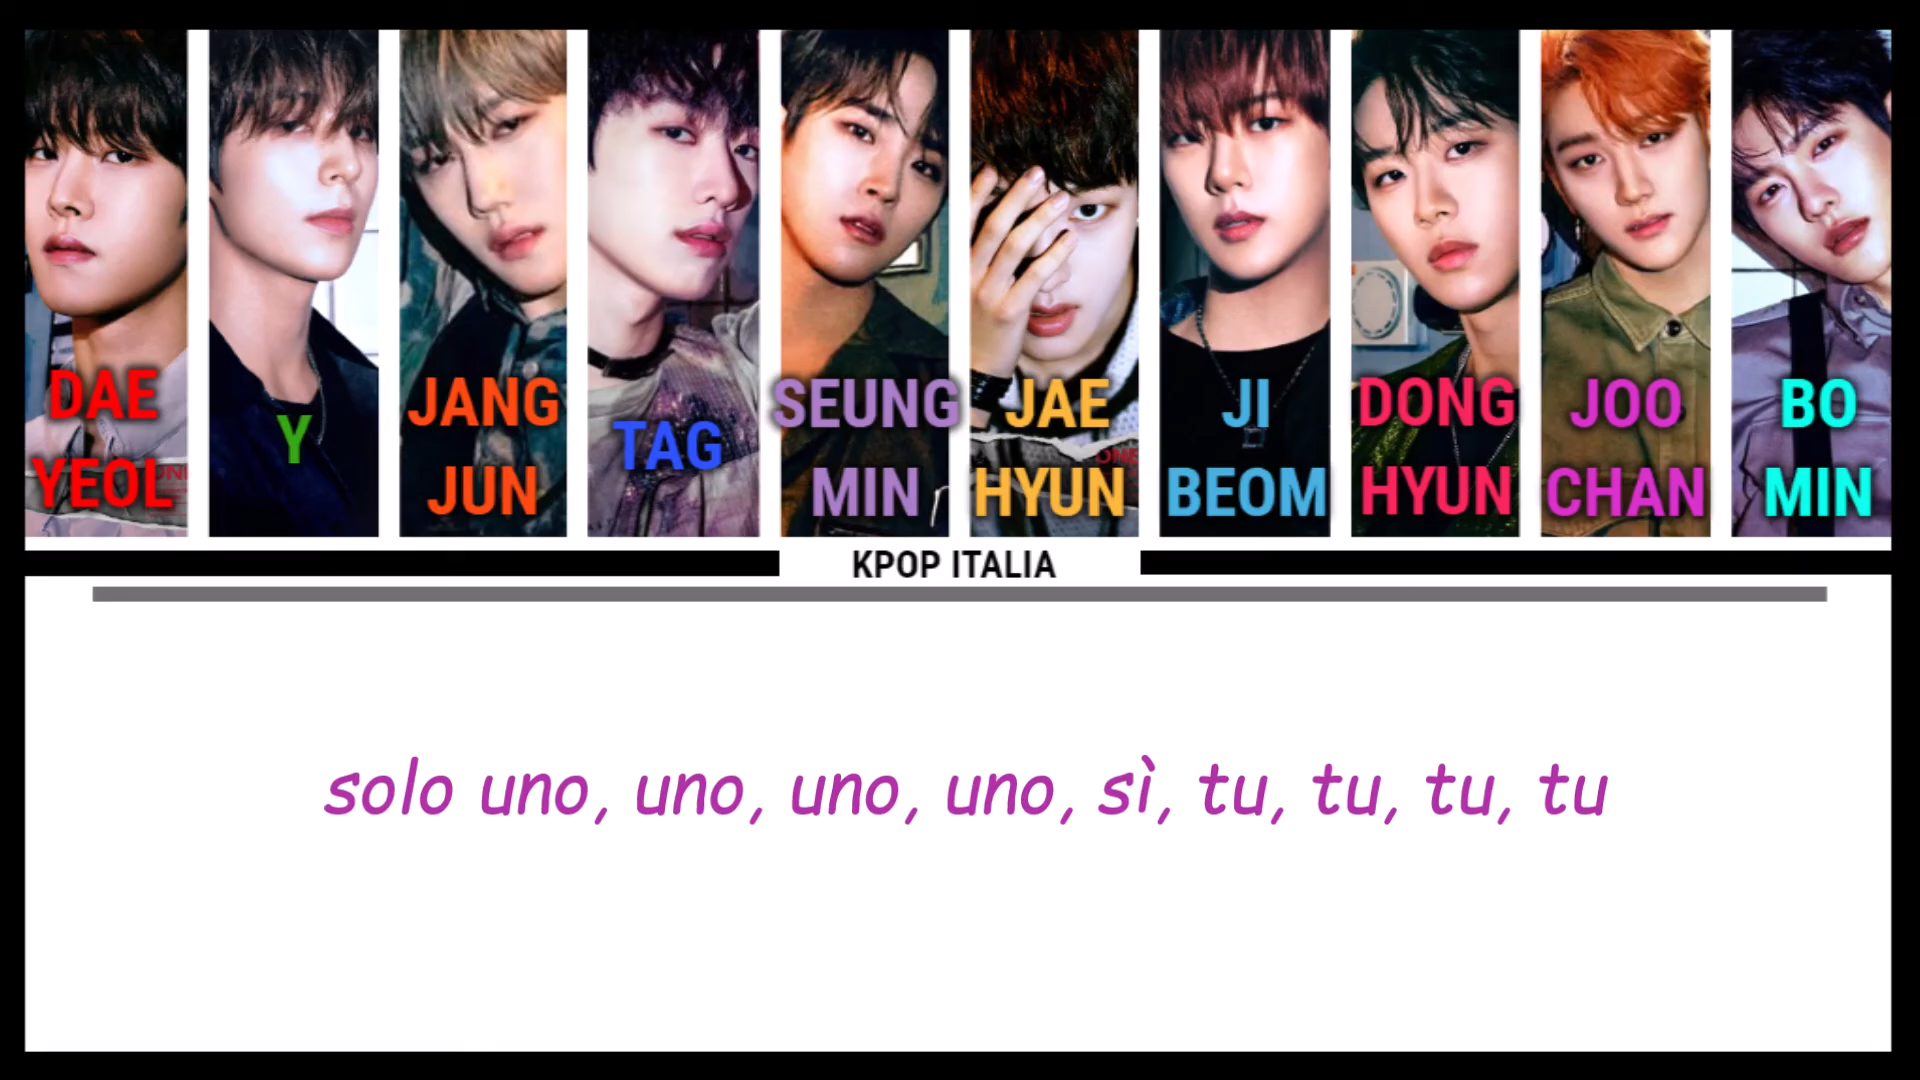 DAE
YEOL
Y
JANG
JUN
TAG
SEUNG
MIN
JAE
HYUN
JI
BEOM
DONG
HYUN
JOO
CHAN
BO
MIN
KPOP ITALIA
solo uno, uno, uno, uno, sì, tu, tu, tu, tu